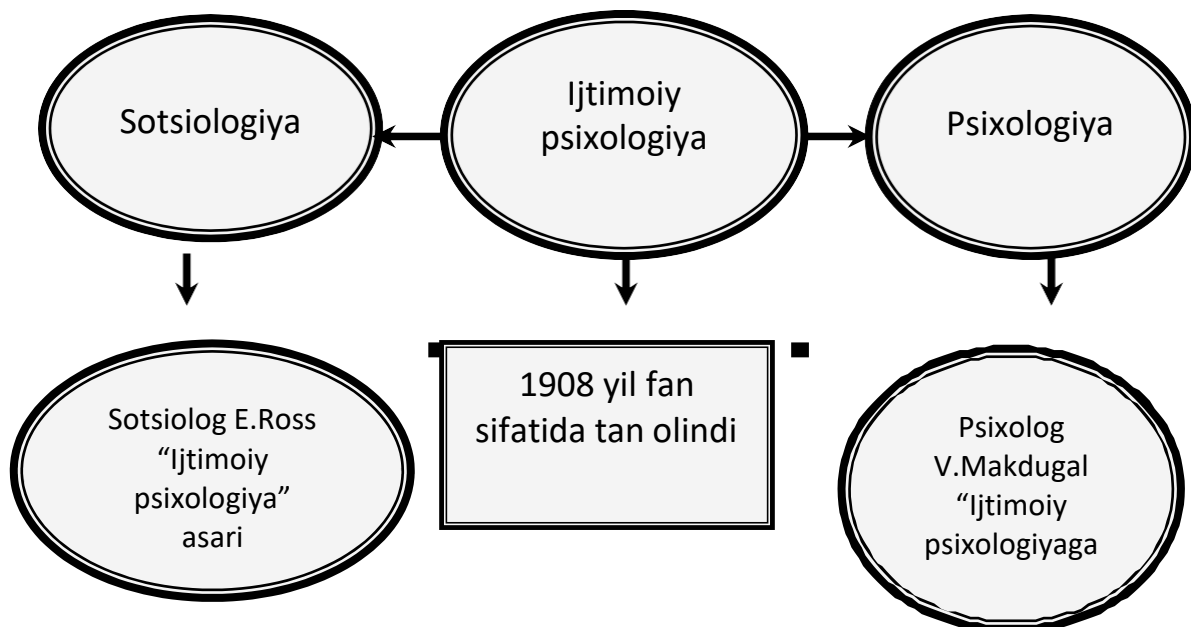 Sotsiologiya
Ijtimoiy
psixologiya
Psixologiya
Sotsiolog E.Ross
“Ijtimoiy
psixologiya”
asari
1908 yil fan
sifatida tan olindi
Psixolog
V.Makdugal
“Ijtimoiy
psixologiyaga